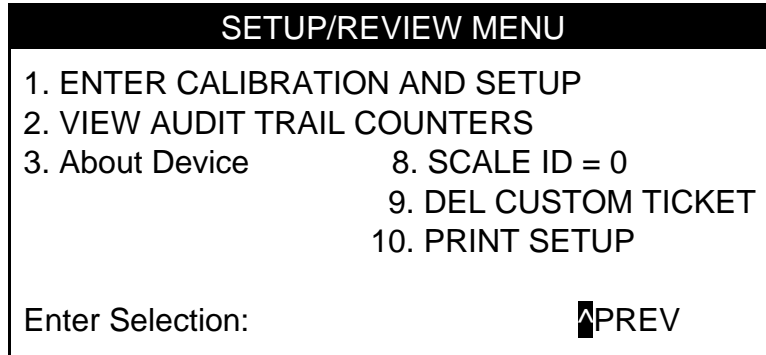 SETUP/REVIEW MENU
1. ENTER CALIBRATION AND SETUP
2. VIEW AUDIT TRAIL COUNTERS
3. About Device 8. SCALE ID = 0
9. DEL CUSTOM TICKET
10. PRINT SETUP
Enter Selection: ^PREV